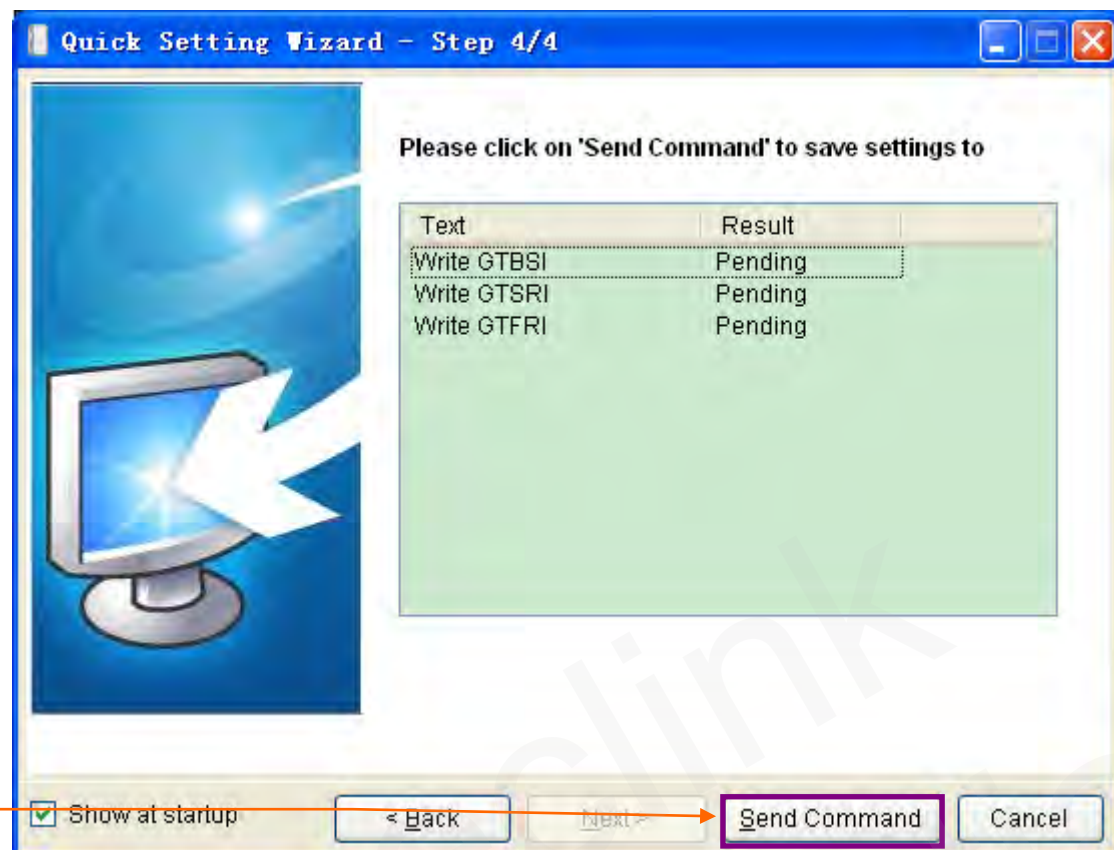 Quick Setting Wizard - Step 4/4
Please click on 'Send Command' to save settings to
Text Result
Write GTBSI Pending
Write GTSRI Pending
Write GTFRI Pending
Show at startup < Back Next > Send Command Cancel